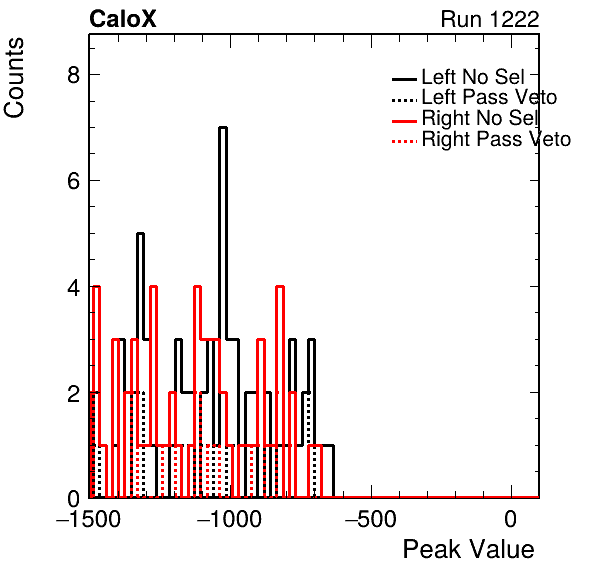 CaloX Run 1222
Counts
8
6
4
2
0
Left No Sel
Left Pass Veto
Right No Sel
Right Pass Veto
−1500 −1000 −500 0
Peak Value